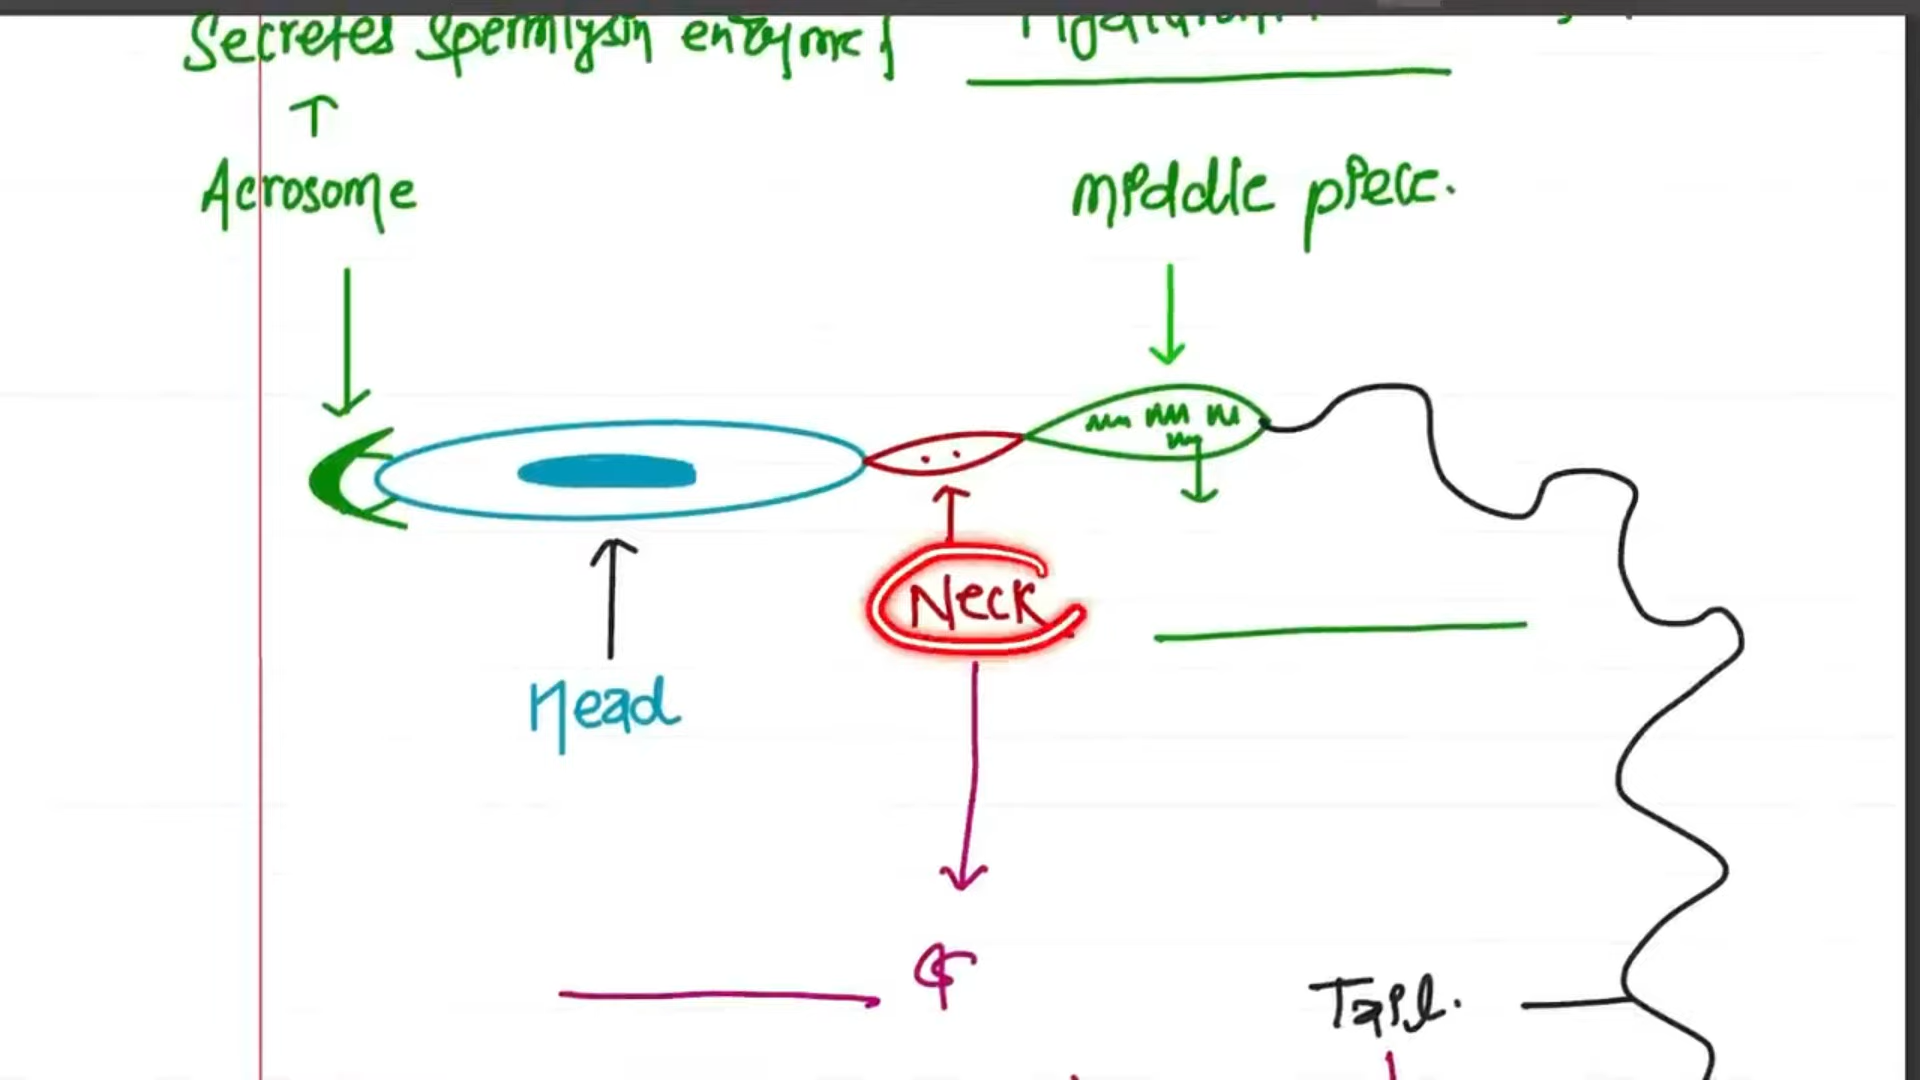 Secretes spermlysin enzyme
Acrosome
middle piece.
Neck
Head
Tail.